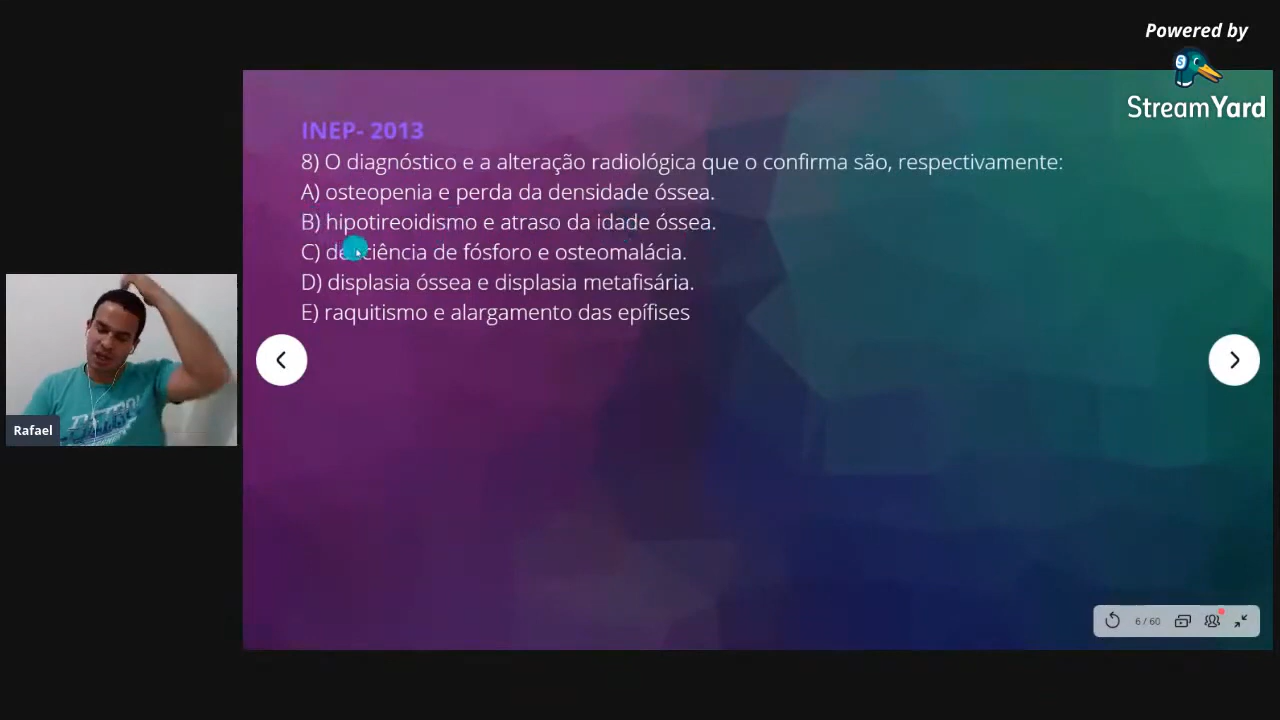 Powered by
StreamYard
INEP- 2013
8) O diagnóstico e a alteração radiológica que o confirma são, respectivamente:
A) osteopenia e perda da densidade óssea.
B) hipotireoidismo e atraso da idade óssea.
C) deficiência de fósforo e osteomalácia.
D) displasia óssea e displasia metafisária.
E) raquitismo e alargamento das epífises
Rafael
6 / 60